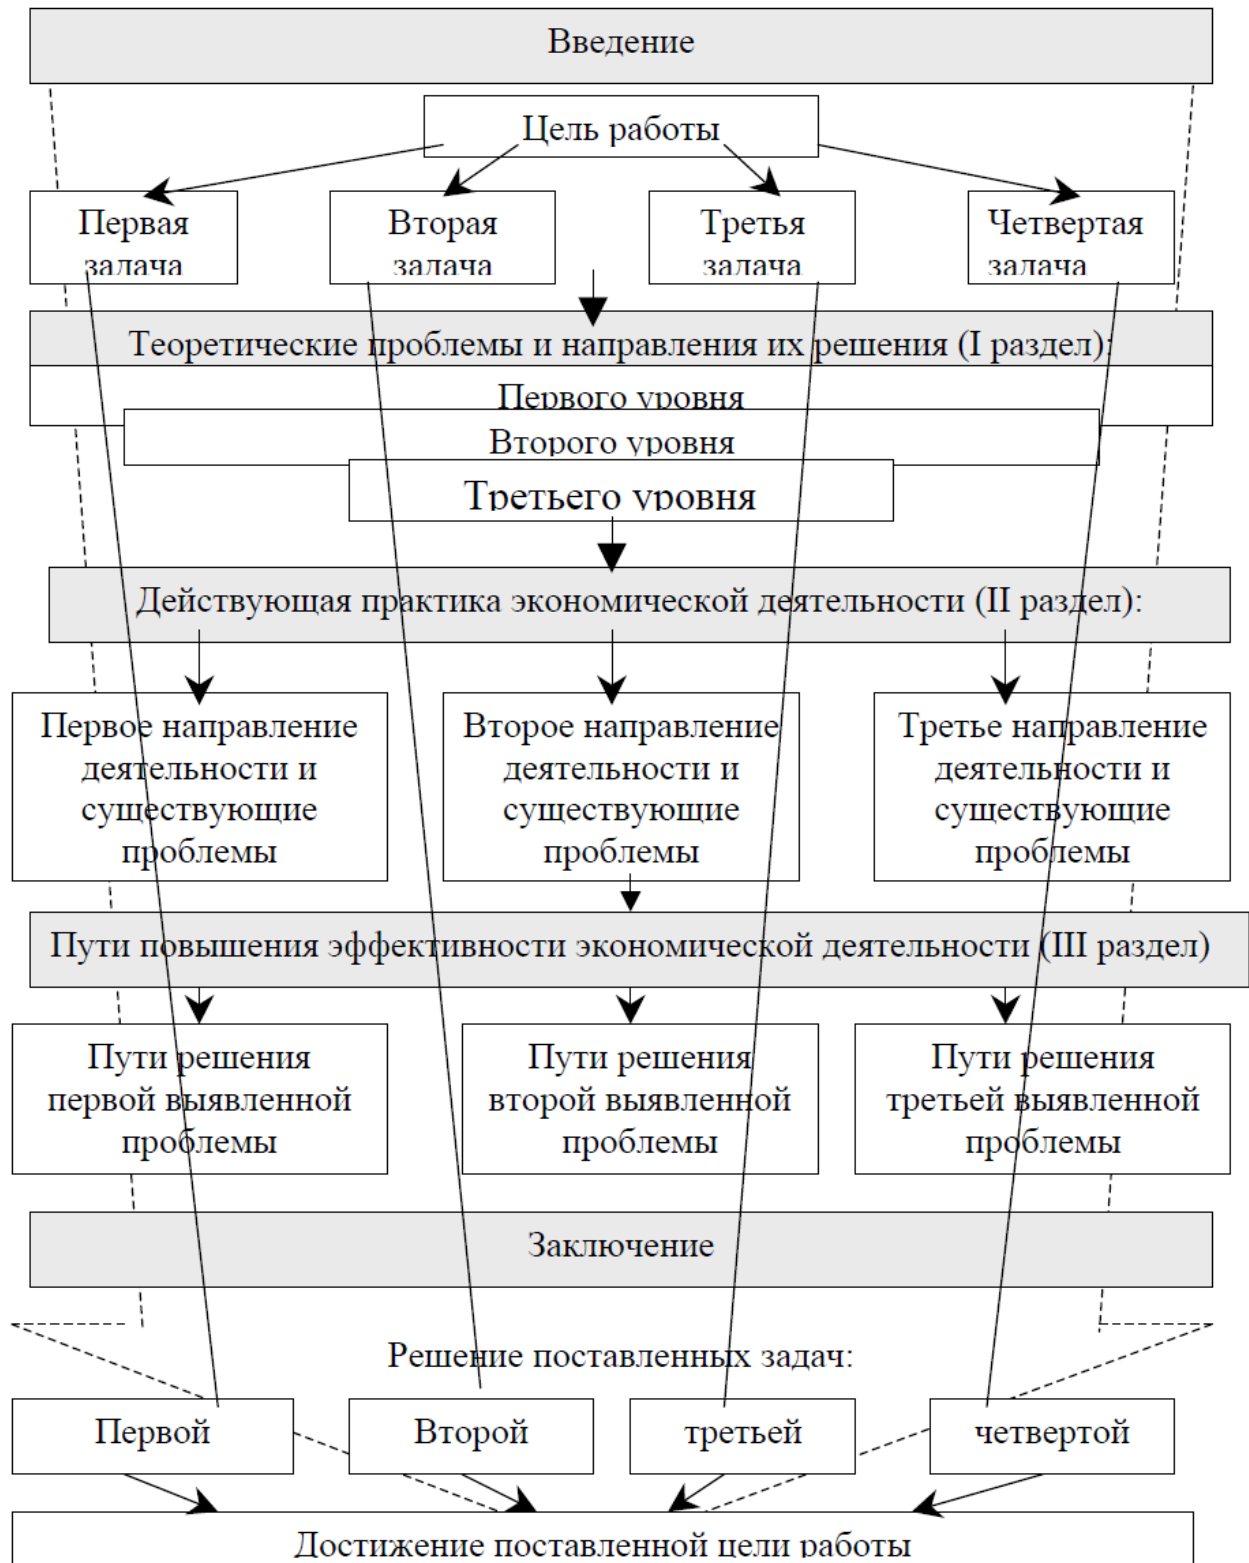 Введение
Цель работы
Первая
задача
Вторая
задача
Третья
задача
Четвертая
задача
Теоретические проблемы и направления их решения (I раздел):
Первого уровня
Второго уровня
Третьего уровня
Действующая практика экономической деятельности (II раздел):
Первое направление
деятельности и
существующие
проблемы
Второе направление
деятельности и
существующие
проблемы
Третье направление
деятельности и
существующие
проблемы
Пути повышения эффективности экономической деятельности (III раздел)
Пути решения
первой выявленной
проблемы
Пути решения
второй выявленной
проблемы
Пути решения
третьей выявленной
проблемы
Заключение
Решение поставленных задач:
Первой
Второй
третьей
четвертой
Достижение поставленной цели работы